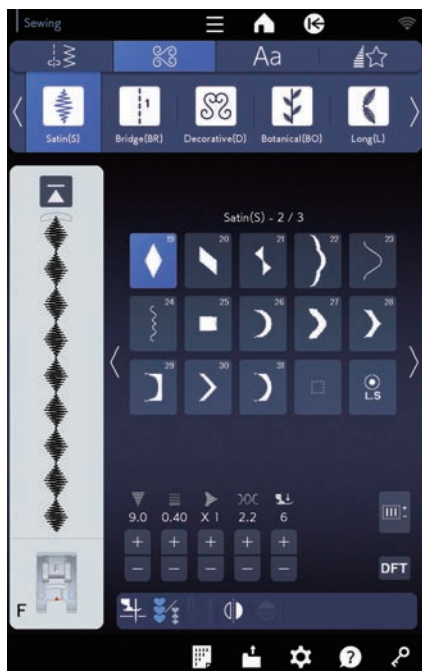 Sewing
Aa
Satin(S) Bridge(BR) Decorative(D) Botanical(BO) Long(L)
1
Satin(S) - 2 / 3
19 20 21 22 23
24 25 26 27 28
29 30 31
L.S
9.0 0.40 X 1 2.2 6
+ + + + +
− − − − −
DFT
F
F
?